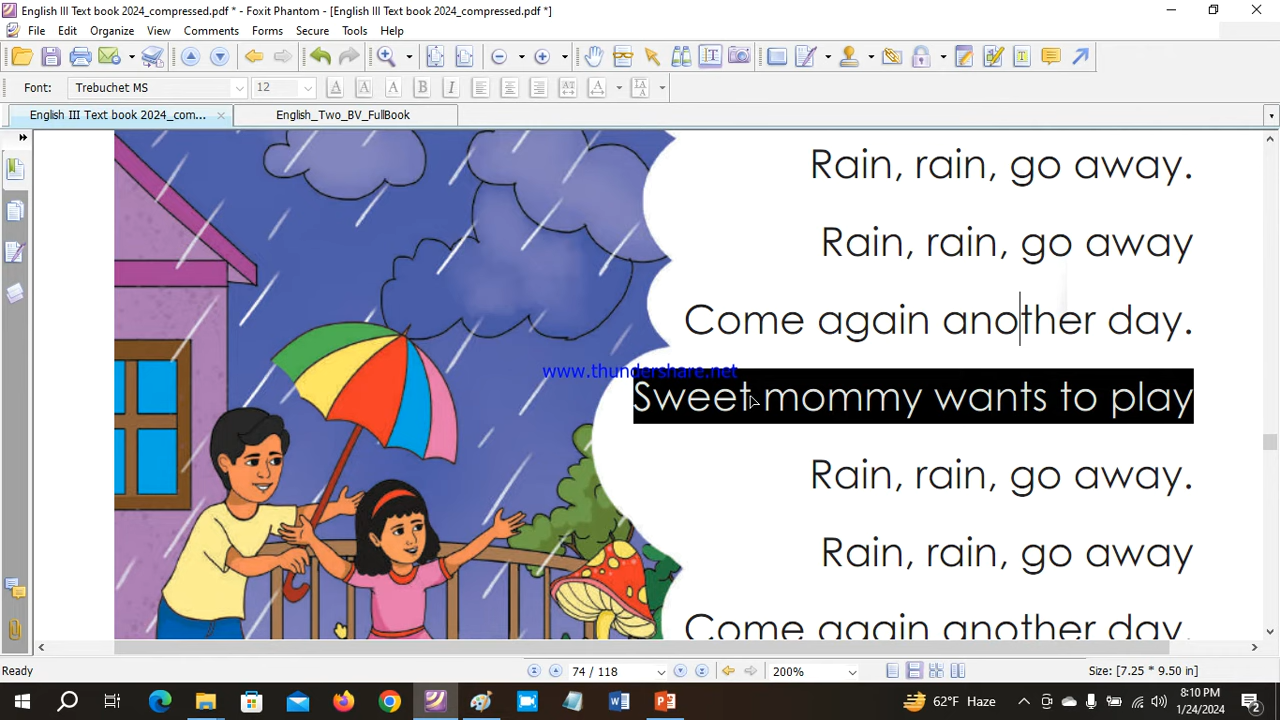 English III Text book 2024_compressed.pdf * - Foxit Phantom - [English III Text book 2024_compressed.pdf *]
File Edit Organize View Comments Forms Secure Tools Help
Font: Trebuchet MS 12
English III Text book 2024_com... × English_Two_BV_FullBook
Rain, rain, go away.
Rain, rain, go away
Come again another day.
www.thundershare.net
Sweet mommy wants to play
Rain, rain, go away.
Rain, rain, go away
Come again another day.
Ready 74 / 118 200% Size: [7.25 * 9.50 in]
62°F Haze 8:10 PM
1/24/2024
2